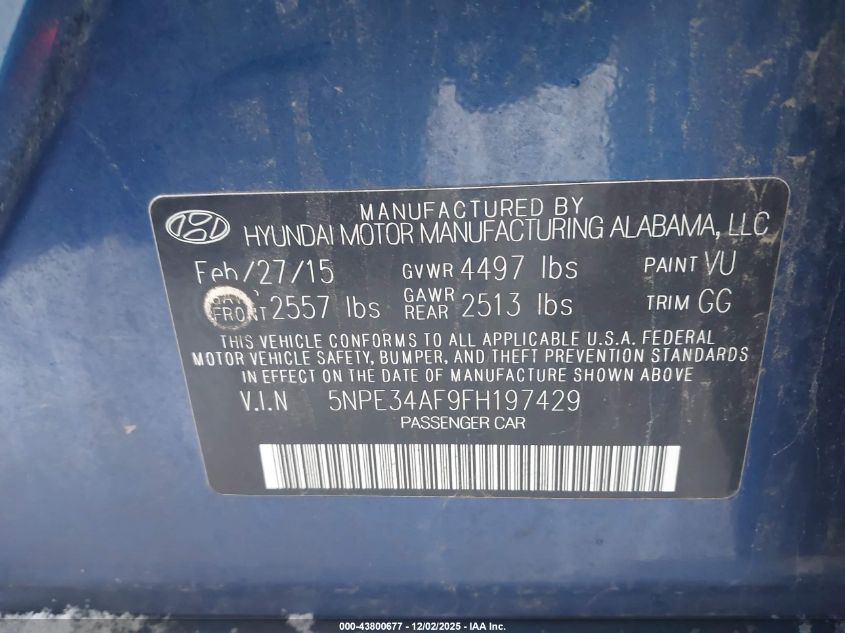 MANUFACTURED BY
HYUNDAI MOTOR MANUFACTURING ALABAMA, LLC
Feb/27/15 GVWR 4497 lbs PAINT VU
FRONT 2557 lbs GAWR REAR 2513 lbs TRIM GG
THIS VEHICLE CONFORMS TO ALL APPLICABLE U.S.A. FEDERAL
MOTOR VEHICLE SAFETY, BUMPER, AND THEFT PREVENTION STANDARDS
IN EFFECT ON THE DATE OF MANUFACTURE SHOWN ABOVE
V.I.N 5NPE34AF9FH197429
PASSENGER CAR
000-43800677 - 12/02/2025 - IAA Inc.